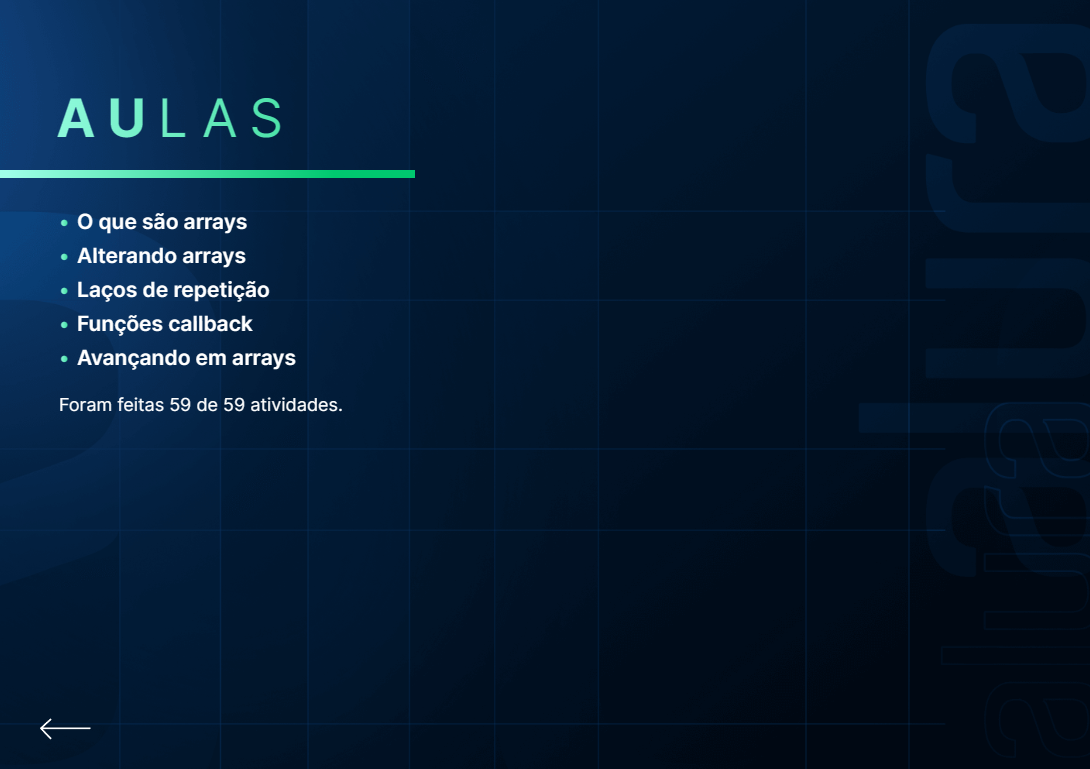 AULAS
• O que são arrays
• Alterando arrays
• Laços de repetição
• Funções callback
• Avançando em arrays
Foram feitas 59 de 59 atividades.
alura
alura